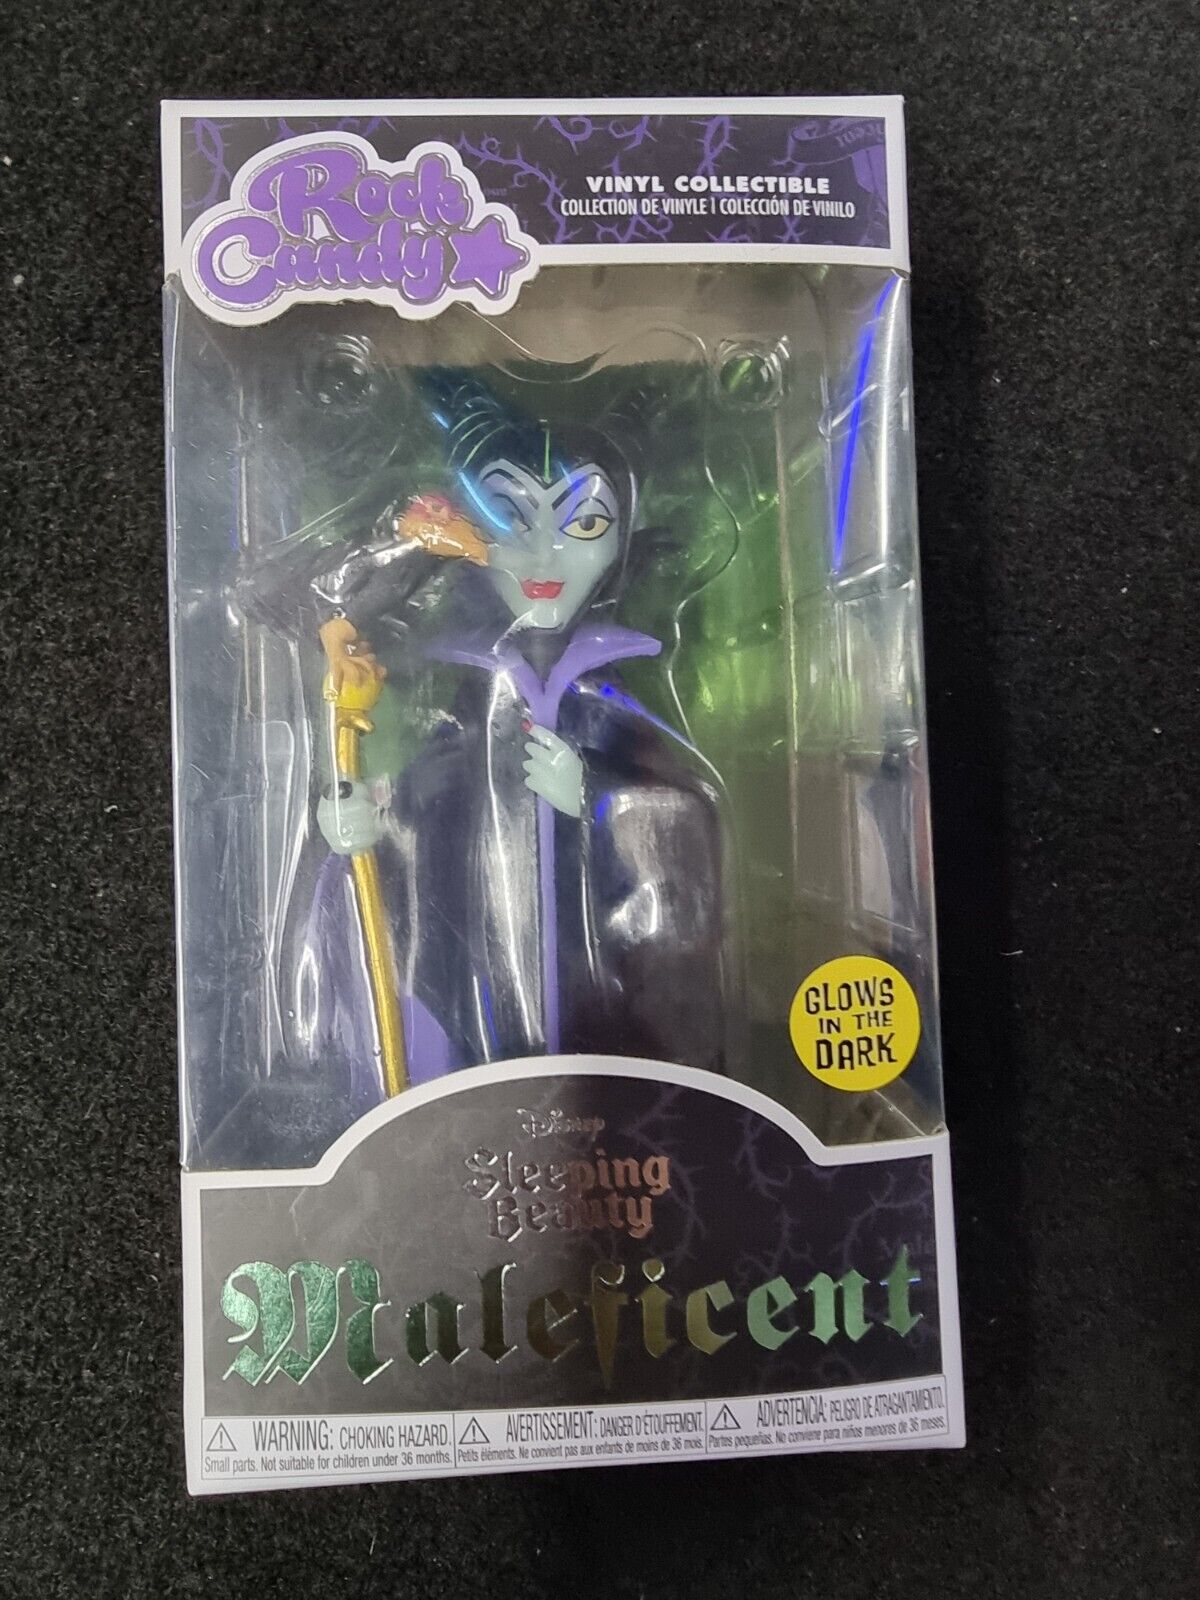 Rock
Candy
VINYL COLLECTIBLE
COLLECTION DE VINYLE | COLECCIÓN DE VINILO
GLOWS
IN THE
DARK
Disney
Sleeping
Beauty
Maleficent
WARNING: CHOKING HAZARD.
Small parts. Not suitable for children under 36 months.
AVERTISSEMENT: DANGER D'ÉTOUFFEMENT.
Petits éléments. Ne convient pas aux enfants de moins de 36 mois.
ADVERTENCIA: PELIGRO DE ATRAGANTAMIENTO.
Partes pequeñas. No conviene para niños menores de 36 meses.